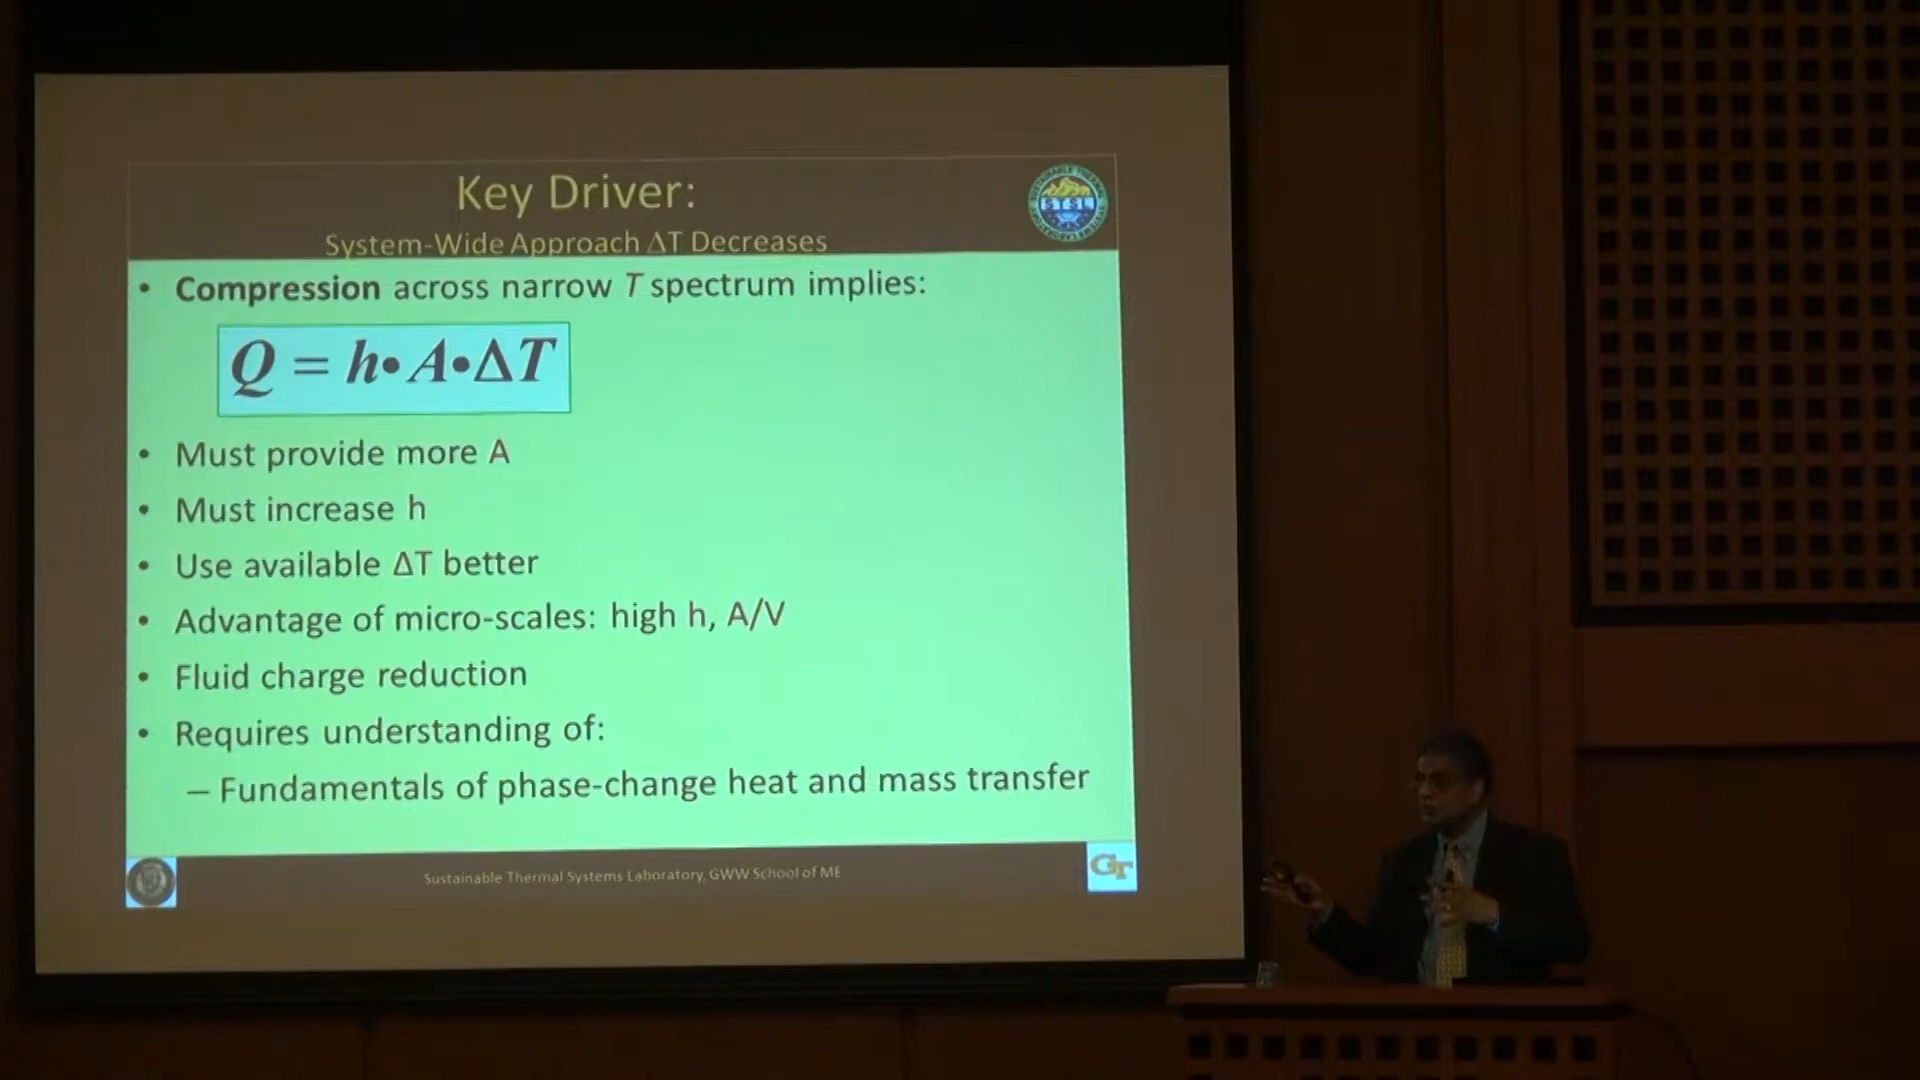 Key Driver:
System-Wide Approach ΔT Decreases
STSL
• Compression across narrow T spectrum implies:
Q = h•A•ΔT
• Must provide more A
• Must increase h
• Use available ΔT better
• Advantage of micro-scales: high h, A/V
• Fluid charge reduction
• Requires understanding of:
– Fundamentals of phase-change heat and mass transfer
Sustainable Thermal Systems Laboratory, GWW School of ME
GT